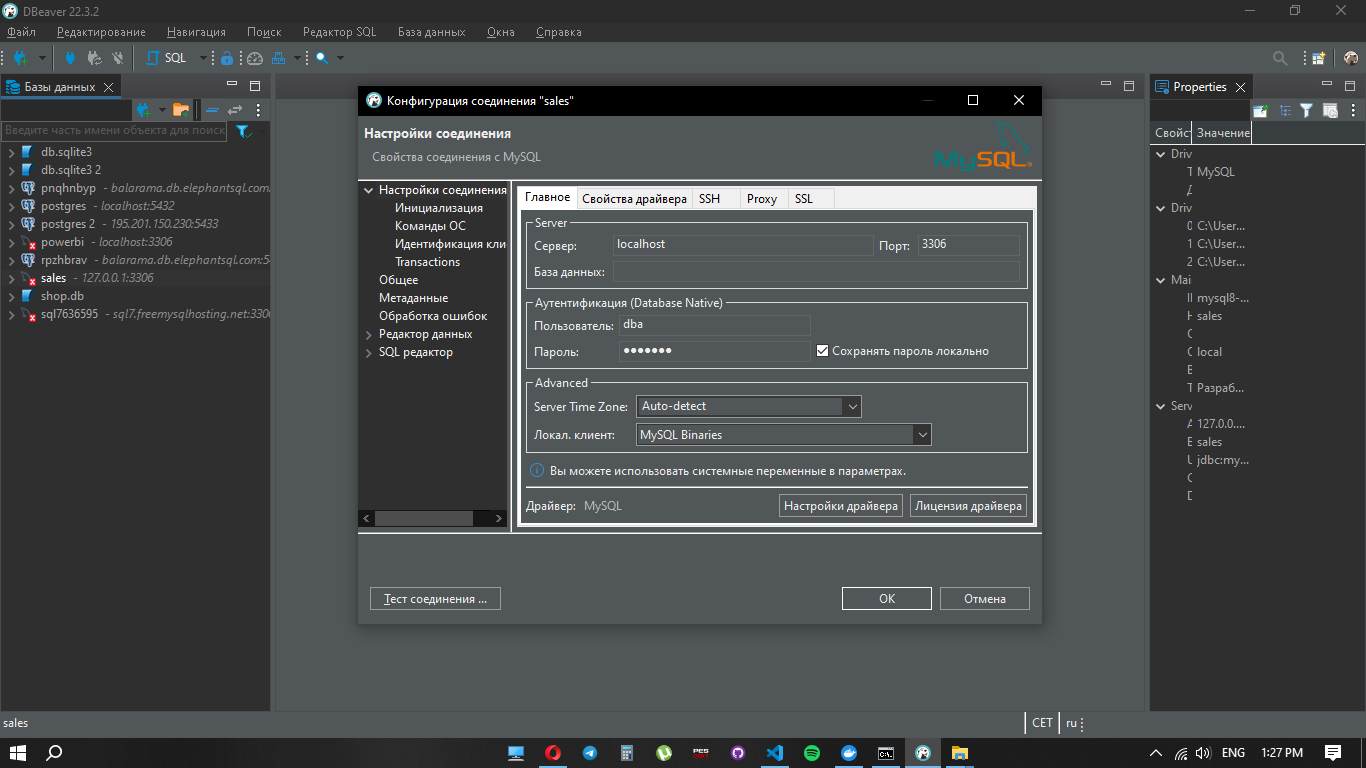 DBeaver 22.3.2
Файл Редактирование Навигация Поиск Редактор SQL База данных Окна Справка
SQL
Базы данных
Введите часть имени объекта для поиск
db.sqlite3
db.sqlite3 2
pnqhnbyp - balarama.db.elephantsql.com:
postgres - localhost:5432
postgres 2 - 195.201.150.230:5433
powerbi - localhost:3306
rpzhbrav - balarama.db.elephantsql.com:54
sales - 127.0.0.1:3306
shop.db
sql7636595 - sql7.freemysqlhosting.net:3306
Конфигурация соединения "sales"
Настройки соединения
Свойства соединения с MySQL
MySQL
Настройки соединения
Инициализация
Команды ОС
Идентификация кли
Transactions
Общее
Метаданные
Обработка ошибок
Редактор данных
SQL редактор
Главное Свойства драйвера SSH Proxy SSL
Server
Сервер: localhost Порт: 3306
База данных:
Аутентификация (Database Native)
Пользователь: dba
Пароль: ••••••• Сохранять пароль локально
Advanced
Server Time Zone: Auto-detect
Локал. клиент: MySQL Binaries
Вы можете использовать системные переменные в параметрах.
Драйвер: MySQL Настройки драйвера Лицензия драйвера
Тест соединения ... ОК Отмена
Properties
Свойст Значение
Driv
T MySQL
Driv
0 C:\User...
1 C:\User...
2 C:\User...
Mai
mysql8-...
sales
C
local
E
T Разраб...
Serv
127.0.0....
sales
jdbc:my...
C
D
sales
CET ru
PES
C:\.
ENG 1:27 PM